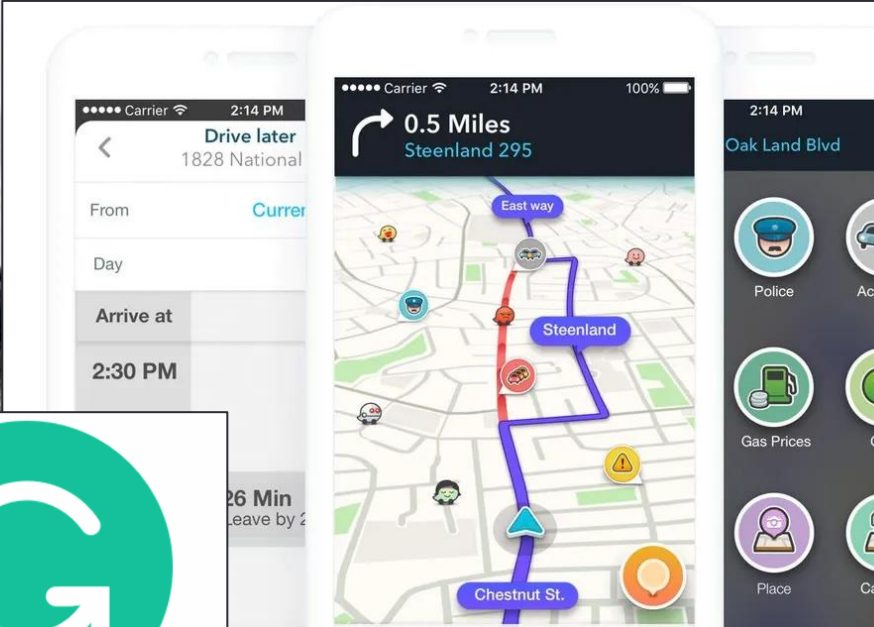 Carrier 2:14 PM
Drive later
1828 National
From
Day
Arrive at
2:30 PM
26 Min
Carrier 2:14 PM 100%
0.5 Miles
Steenland 295
East way
Steenland
Chestnut St.
2:14 PM
Oak Land Blvd
Police
Gas Prices
Place